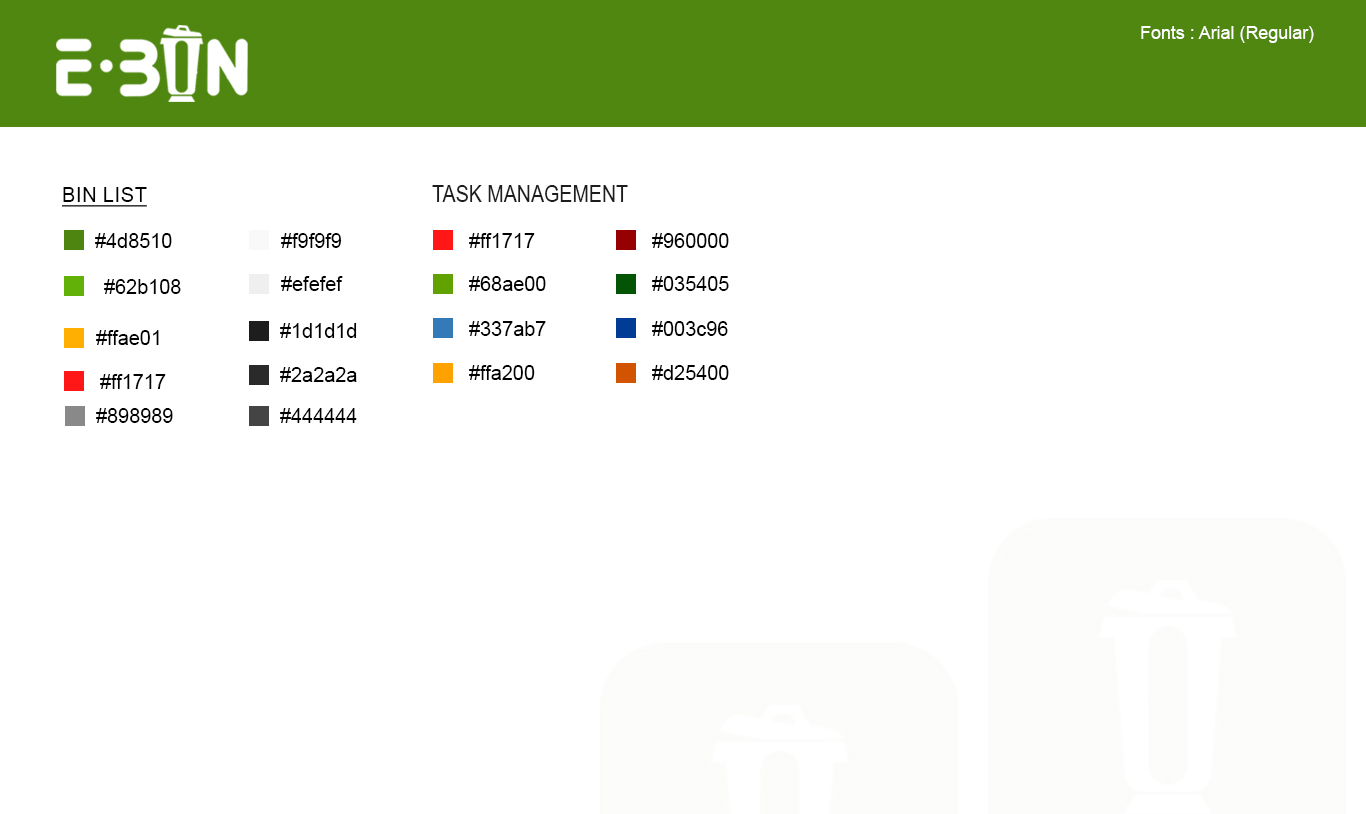 E·BIN
Fonts : Arial (Regular)
BIN LIST
#4d8510
#62b108
#ffae01
#ff1717
#898989
#f9f9f9
#efefef
#1d1d1d
#2a2a2a
#444444
TASK MANAGEMENT
#ff1717
#68ae00
#337ab7
#ffa200
#960000
#035405
#003c96
#d25400